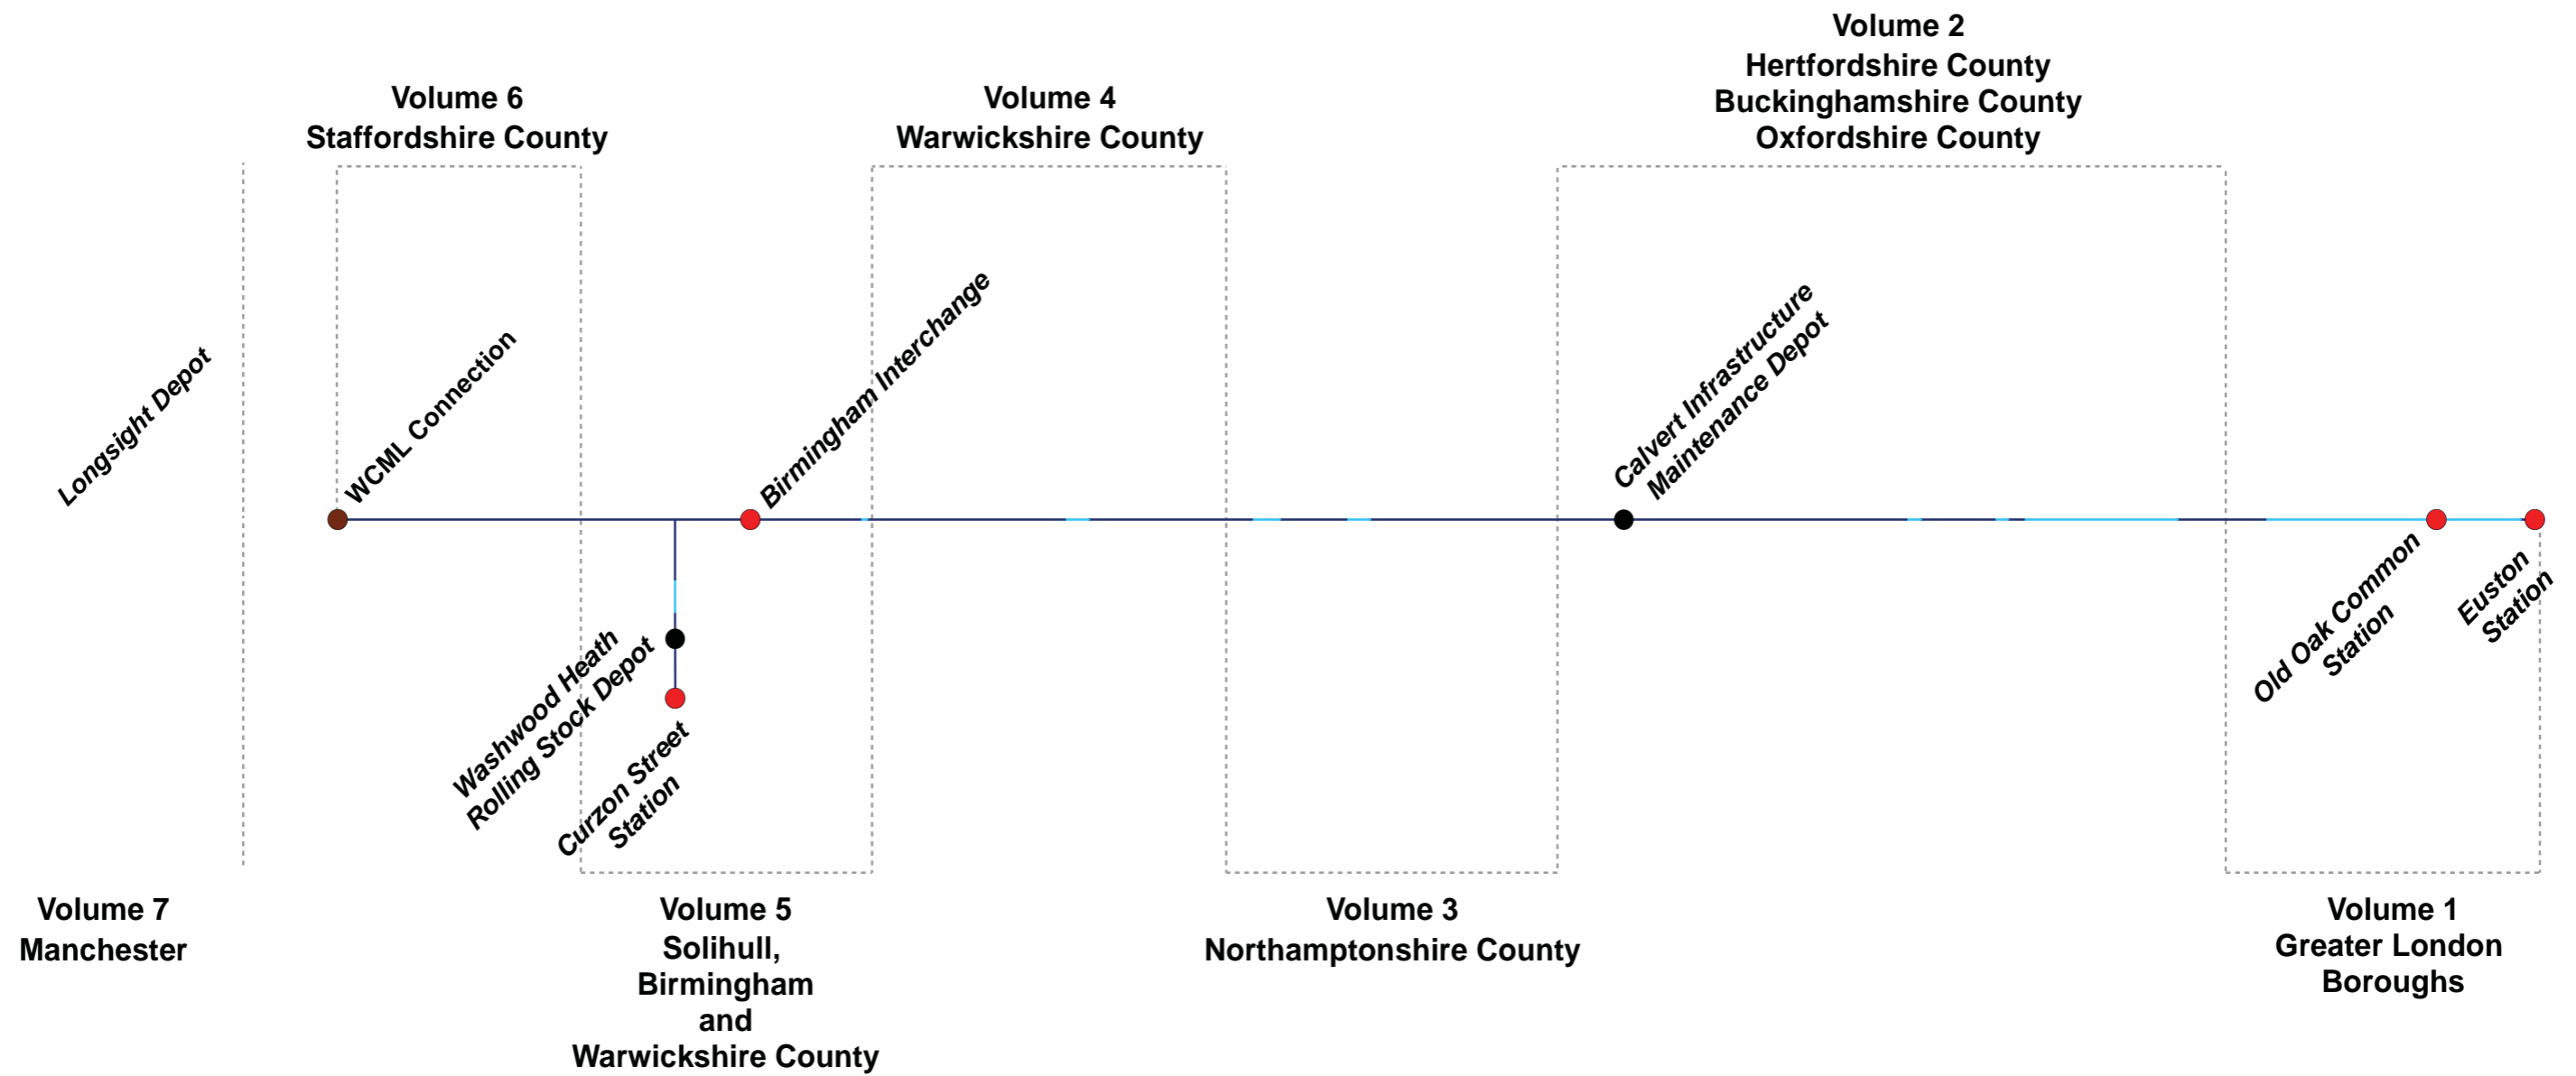 Volume 2
Hertfordshire County
Buckinghamshire County
Oxfordshire County
Volume 6
Staffordshire County
Volume 4
Warwickshire County
Longsight Depot
WCML Connection
Birmingham Interchange
Calvert Infrastructure
Maintenance Depot
Washwood Heath
Rolling Stock Depot
Curzon Street
Station
Old Oak Common
Station
Euston
Station
Volume 7
Manchester
Volume 5
Solihull,
Birmingham
and
Warwickshire County
Volume 3
Northamptonshire County
Volume 1
Greater London
Boroughs